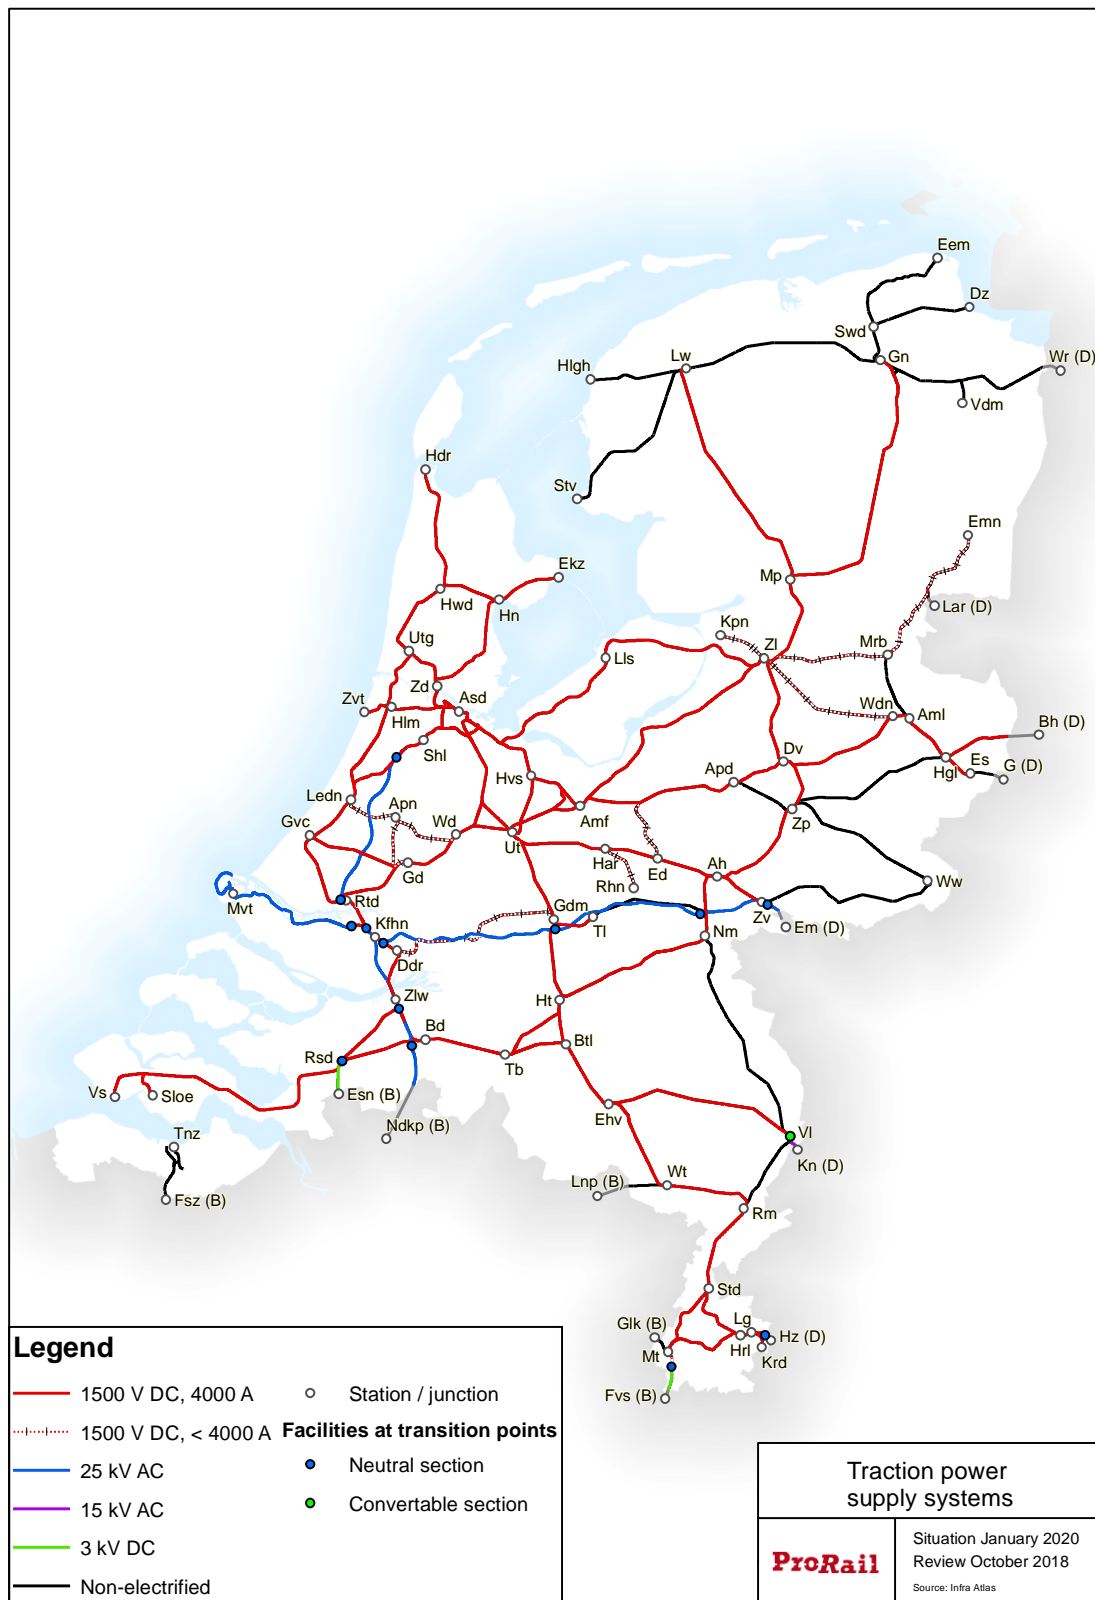 Eem
Dz
Swd
Gn
Wr (D)
Lw
Hlgh
Vdm
Hdr
Stv
Emn
Ekz
Mp
Hwd
Hn
Lar (D)
Kpn
Utg
Zl
Mrb
Lls
Zd
Asd
Zvt
Hlm
Wdn
Aml
Bh (D)
Shl
Dv
Es
G (D)
Hvs
Apd
Hgl
Ledn
Apn
Gvc
Wd
Ut
Amf
Zp
Gd
Har
Ed
Ah
Ww
Rhn
Mvt
Rtd
Gdm
Zv
Kfhn
Tl
Nm
Em (D)
Ddr
Zlw
Ht
Bd
Btl
Rsd
Tb
Vs
Sloe
Esn (B)
Ehv
Ndkp (B)
Tnz
Vl
Kn (D)
Fsz (B)
Lnp (B)
Wt
Rm
Std
Glk (B)
Lg
Hz (D)
Mt
Hrl
Krd
Fvs (B)
Legend
1500 V DC, 4000 A
Station / junction
1500 V DC, < 4000 A
Facilities at transition points
25 kV AC
Neutral section
15 kV AC
Convertable section
3 kV DC
Non-electrified
Traction power
supply systems
ProRail
Situation January 2020
Review October 2018
Source: Infra Atlas